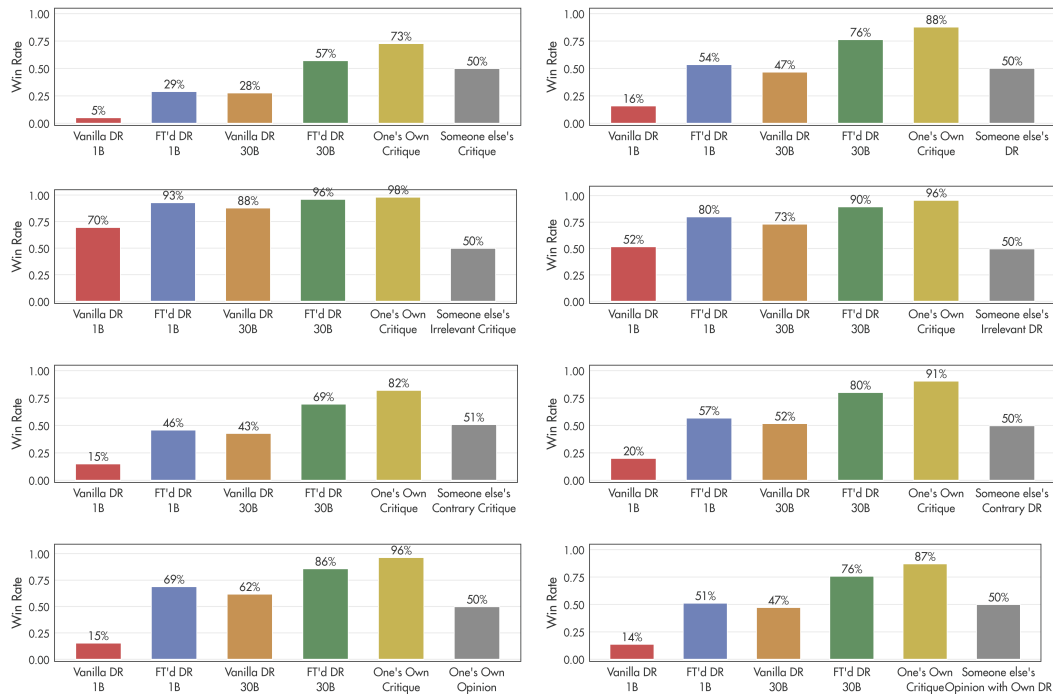 1.00
0.75
0.50
0.25
0.00
Win Rate
5%
29%
28%
57%
73%
50%
Vanilla DR
1B
FT'd DR
1B
Vanilla DR
30B
FT'd DR
30B
One's Own
Critique
Someone else's
Critique
1.00
0.75
0.50
0.25
0.00
Win Rate
16%
54%
47%
76%
88%
50%
Vanilla DR
1B
FT'd DR
1B
Vanilla DR
30B
FT'd DR
30B
One's Own
Critique
Someone else's
DR
1.00
0.75
0.50
0.25
0.00
Win Rate
70%
93%
88%
96%
98%
50%
Vanilla DR
1B
FT'd DR
1B
Vanilla DR
30B
FT'd DR
30B
One's Own
Critique
Someone else's
Irrelevant Critique
1.00
0.75
0.50
0.25
0.00
Win Rate
52%
80%
73%
90%
96%
50%
Vanilla DR
1B
FT'd DR
1B
Vanilla DR
30B
FT'd DR
30B
One's Own
Critique
Someone else's
Irrelevant DR
1.00
0.75
0.50
0.25
0.00
Win Rate
15%
46%
43%
69%
82%
51%
Vanilla DR
1B
FT'd DR
1B
Vanilla DR
30B
FT'd DR
30B
One's Own
Critique
Someone else's
Contrary Critique
1.00
0.75
0.50
0.25
0.00
Win Rate
20%
57%
52%
80%
91%
50%
Vanilla DR
1B
FT'd DR
1B
Vanilla DR
30B
FT'd DR
30B
One's Own
Critique
Someone else's
Contrary DR
1.00
0.75
0.50
0.25
0.00
Win Rate
15%
69%
62%
86%
96%
50%
Vanilla DR
1B
FT'd DR
1B
Vanilla DR
30B
FT'd DR
30B
One's Own
Critique
One's Own
Opinion
1.00
0.75
0.50
0.25
0.00
Win Rate
14%
51%
47%
76%
87%
50%
Vanilla DR
1B
FT'd DR
1B
Vanilla DR
30B
FT'd DR
30B
One's Own
Critique
Someone else's
Opinion with Own DR